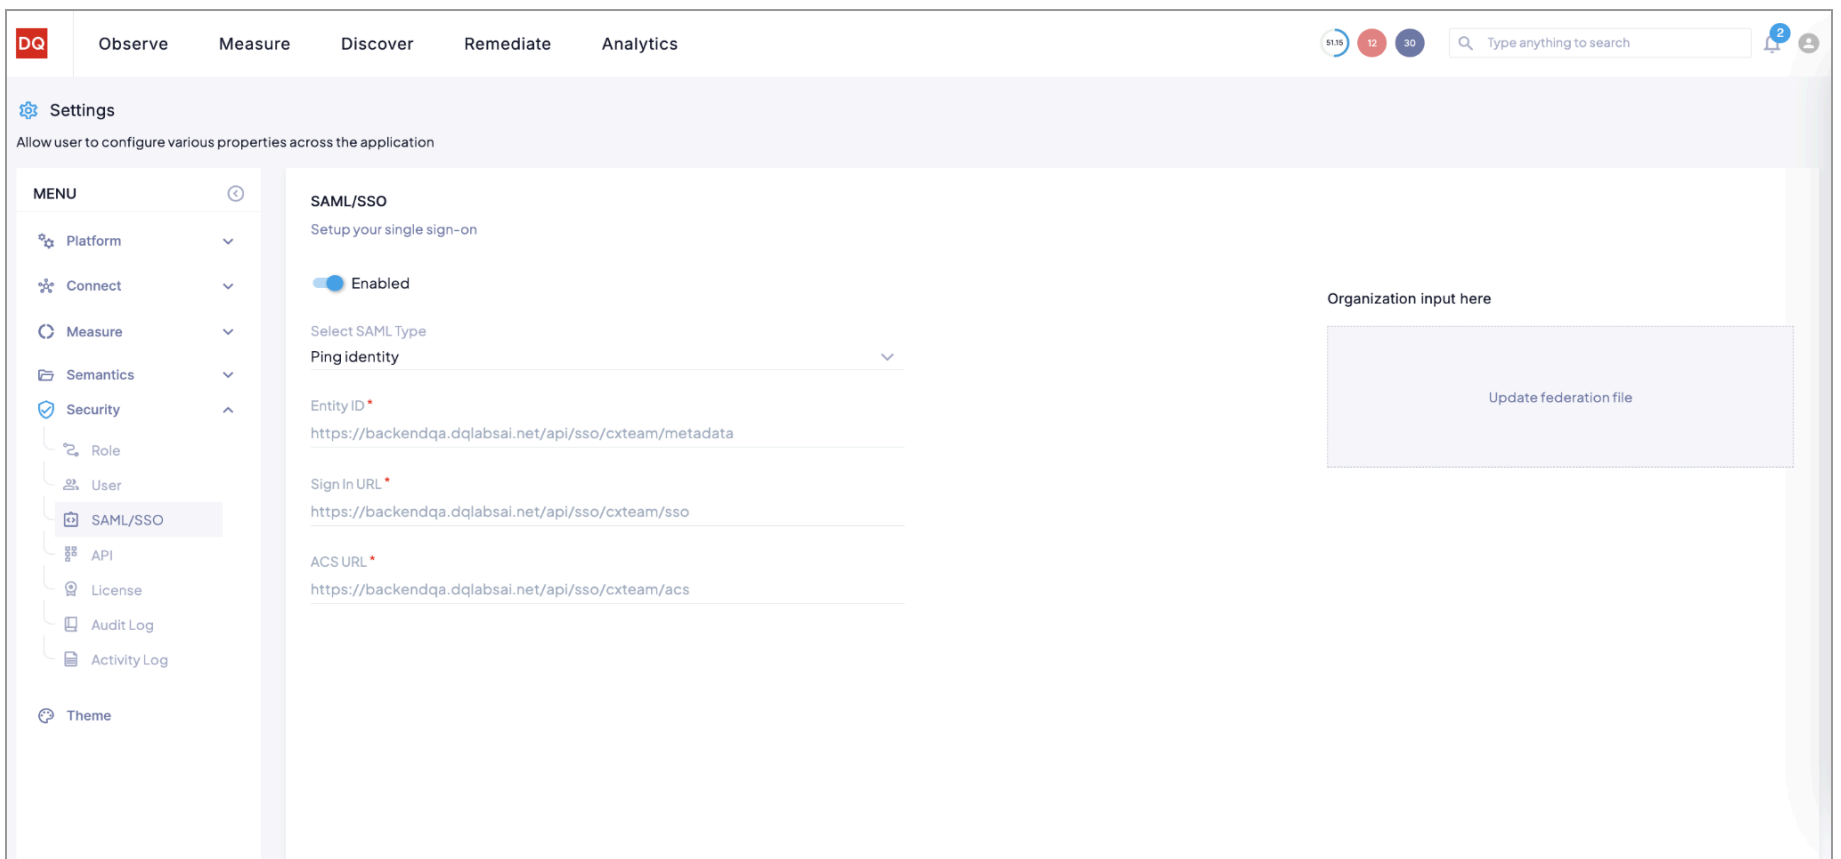 DQ
Observe
Measure
Discover
Remediate
Analytics
51.15
12
30
Type anything to search
2
Settings
Allow user to configure various properties across the application
MENU
Platform
Connect
Measure
Semantics
Security
Role
User
SAML/SSO
API
License
Audit Log
Activity Log
Theme
SAML/SSO
Setup your single sign-on
Enabled
Select SAML Type
Ping identity
Entity ID *
https://backendqa.dqlabsai.net/api/sso/cxteam/metadata
Sign In URL *
https://backendqa.dqlabsai.net/api/sso/cxteam/sso
ACS URL *
https://backendqa.dqlabsai.net/api/sso/cxteam/acs
Organization input here
Update federation file